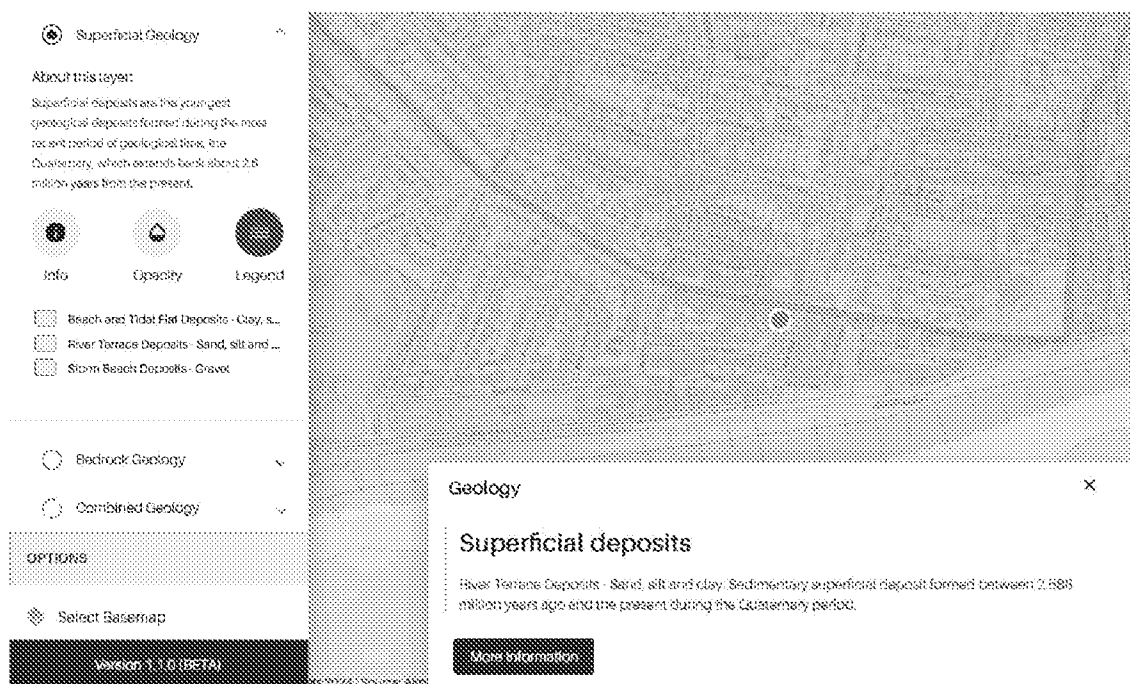 Superficial Geology
About this layer:
Superficial deposits are the youngest
geological deposits formed during the most
recent period of geological time, the
Quaternary, which extends back about 2.6
million years from the present.
Info
Opacity
Legend
Beach and Tidal Flat Deposits - Clay, s...
River Terrace Deposits - Sand, silt and ...
Storm Beach Deposits - Gravel
Bedrock Geology
Combined Geology
OPTIONS
Select Basemap
Version 1.1.0 (BETA)
Geology
Superficial deposits
River Terrace Deposits - Sand, silt and clay. Sedimentary superficial deposit formed between 2.588
million years ago and the present during the Quaternary period.
More Information